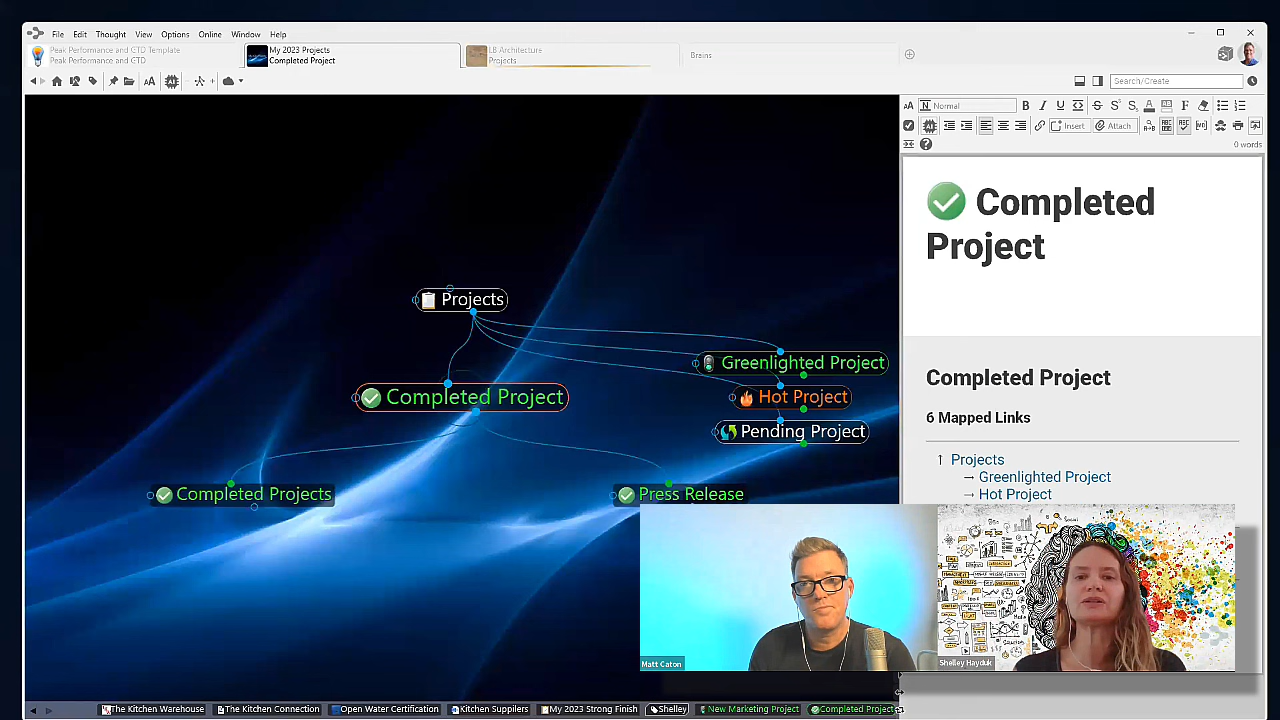 File Edit Thought View Options Online Window Help
Peak Performance and GTD Template
Peak Performance and GTD
My 2023 Projects
Completed Project
LB Architecture
Projects
Brains
Search/Create
Normal
Insert
Attach
0 words
Completed
Project
Projects
Greenlighted Project
Completed Project
Hot Project
Pending Project
Completed Projects
Press Release
Completed Project
6 Mapped Links
↑ Projects
→ Greenlighted Project
→ Hot Project
Matt Caton
Shelley Hayduk
The Kitchen Warehouse The Kitchen Connection Open Water Certification Kitchen Suppliers My 2023 Strong Finish Shelley New Marketing Project Completed Project